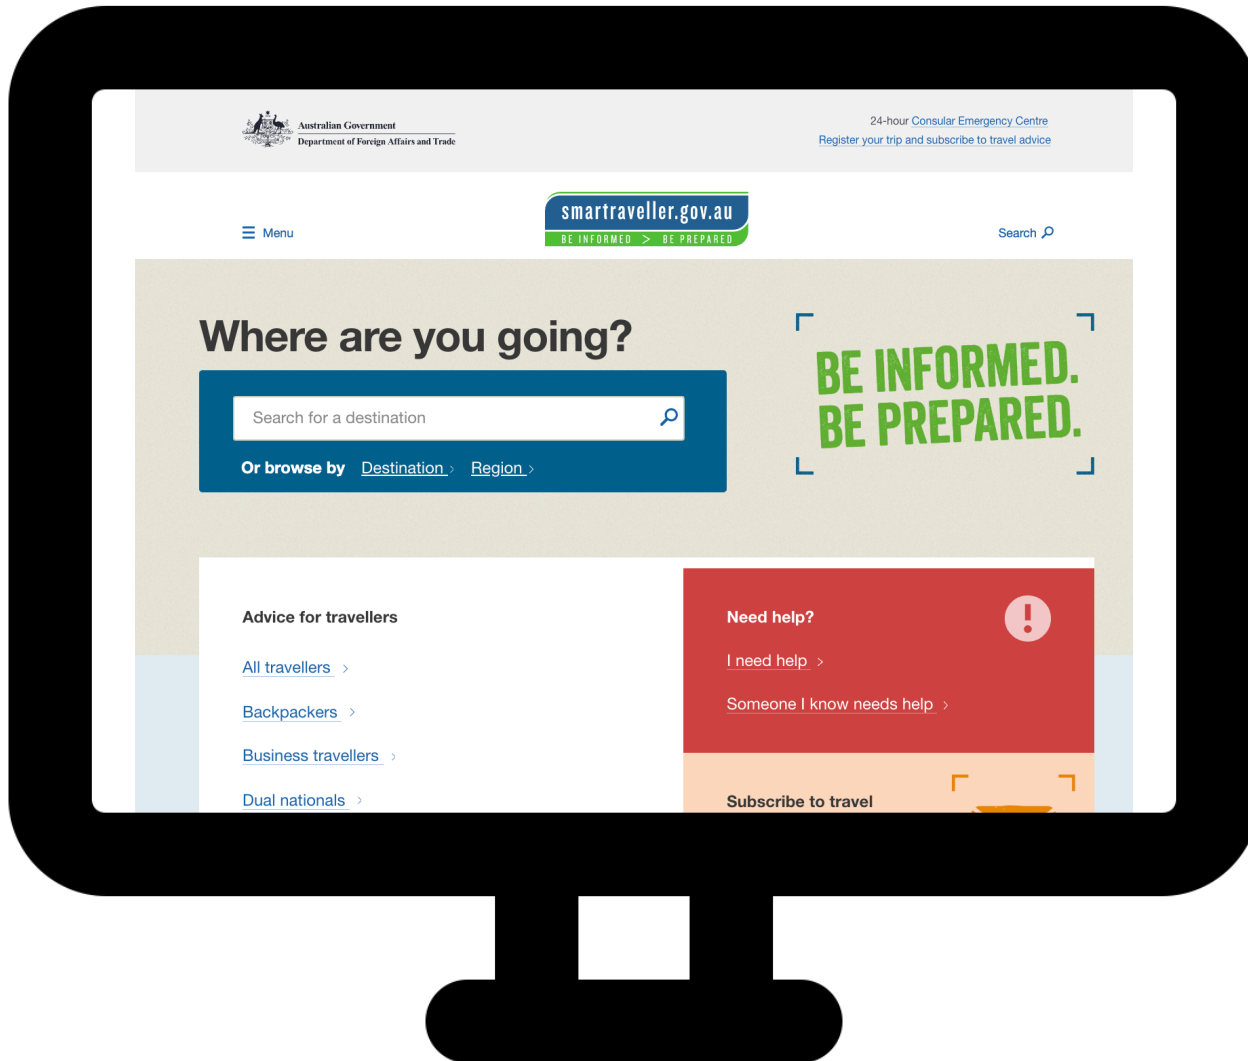 Australian Government
Department of Foreign Affairs and Trade
24-hour Consular Emergency Centre
Register your trip and subscribe to travel advice
Menu
smartraveller.gov.au
BE INFORMED > BE PREPARED
Search
Where are you going?
Search for a destination
Or browse by Destination › Region ›
BE INFORMED.
BE PREPARED.
Advice for travellers
All travellers ›
Backpackers ›
Business travellers ›
Dual nationals ›
Need help?
I need help ›
Someone I know needs help ›
Subscribe to travel